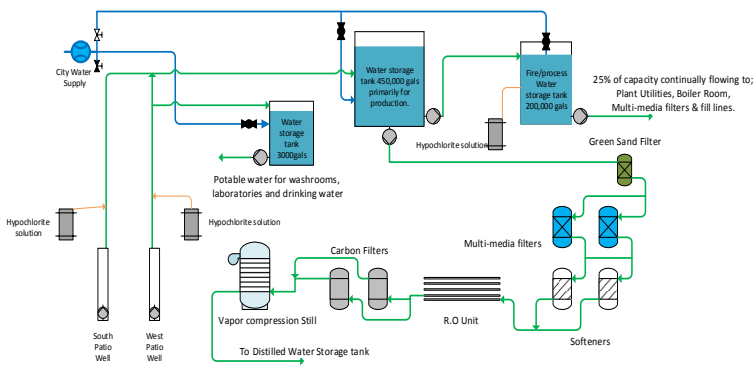 City Water
Supply
Water storage
tank 450,000 gals
primarily for
production.
Fire/process
Water
storage tank
200,000 gals
25% of capacity continually flowing to;
Plant Utilities, Boiler Room,
Multi-media filters & fill lines.
Water
storage
tank
3000gals
Hypochlorite solution
Green Sand Filter
Potable water for washrooms,
laboratories and drinking water
Hypochlorite
solution
Hypochlorite solution
Multi-media filters
Carbon Filters
Vapor compression Still
R.O Unit
Softeners
South
Patio
Well
West
Patio
Well
To Distilled Water Storage tank